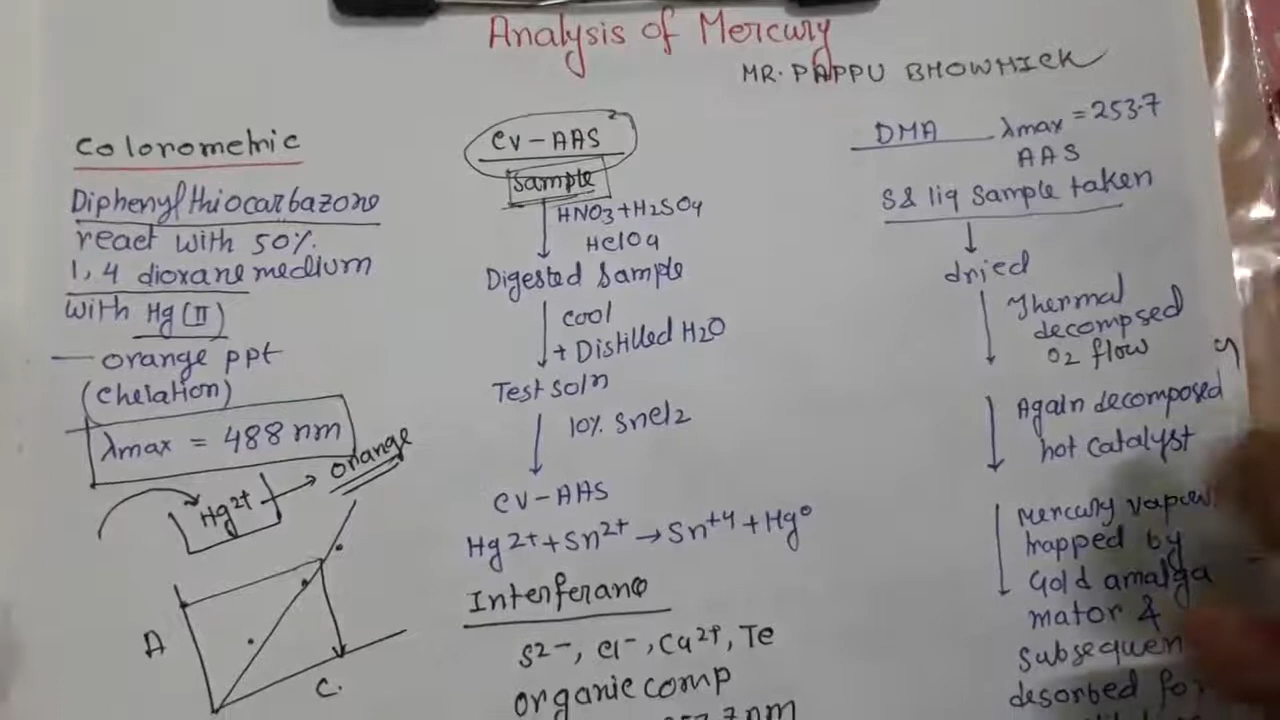 Analysis of Mercury
MR. PAPPU BHOWMICK
Colorometric
Diphenylthiocarbazone
react with 50%.
1,4 dioxane medium
with Hg(II)
— orange ppt
(chelation)
λmax = 488 nm
Hg2+ → orange
A
C.
CV-AAS
Sample
HNO3+H2SO4
HClO4
Digested Sample
cool
+ Distilled H2O
Test soln
10% SnCl2
CV-AAS
Hg2+ + Sn2+ → Sn+4 + Hg°
Interferance
S2-, Cl-, Cu2+, Te
organic comp
7nm
DMA λmax = 253.7
AAS
S & liq Sample taken
dried
Thermal
decompsed
O2 flow
Again decomposed
hot catalyst
Mercury vapour
trapped by
Gold amalga
mator &
subsequen
desorbed for